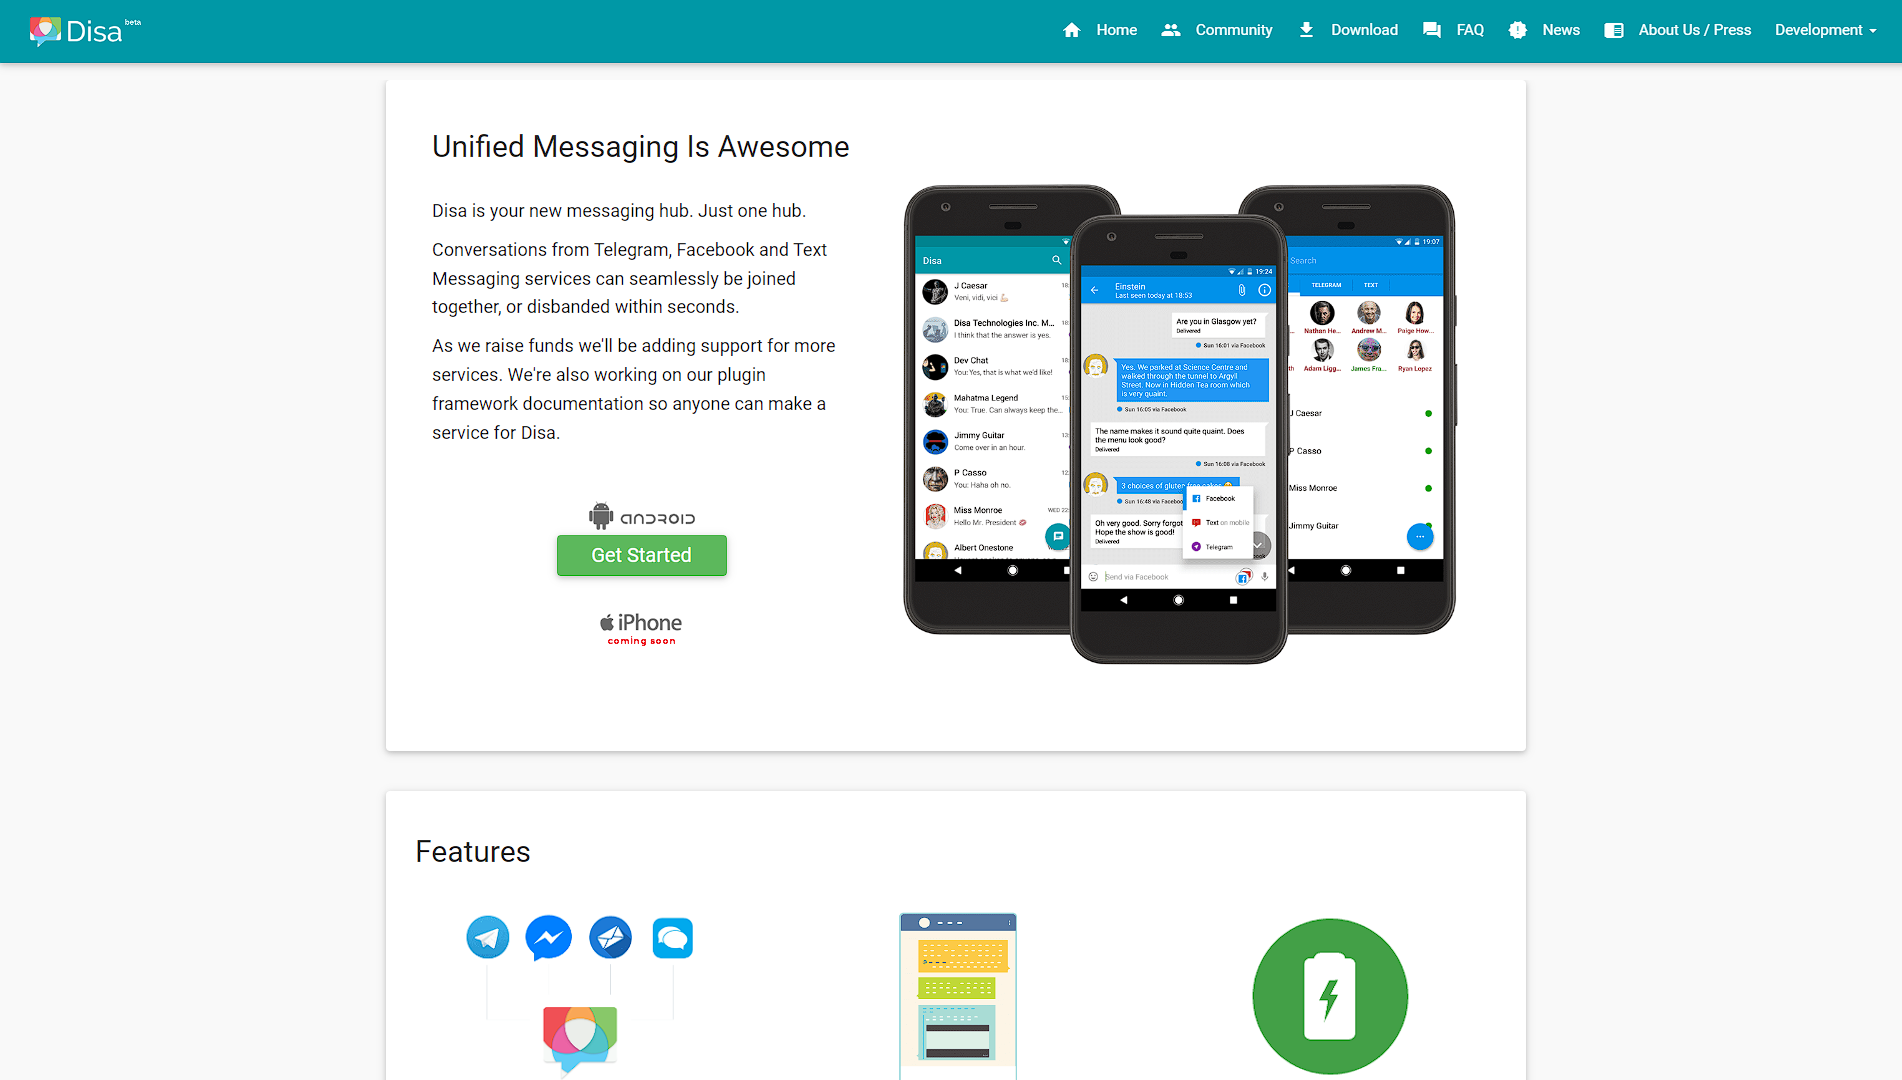 Disa beta
Home Community Download FAQ News About Us / Press Development
Unified Messaging Is Awesome
Disa is your new messaging hub. Just one hub.
Conversations from Telegram, Facebook and Text
Messaging services can seamlessly be joined
together, or disbanded within seconds.
As we raise funds we'll be adding support for more
services. We're also working on our plugin
framework documentation so anyone can make a
service for Disa.
ANDROID
Get Started
iPhone
coming soon
Disa
J Caesar
Veni, vidi, vici
Disa Technologies Inc. M...
I think that the answer is yes.
Dev Chat
You: Yes, that is what we'd like!
Mahatma Legend
You: True. Can always keep the...
Jimmy Guitar
Come over in an hour.
P Casso
You: Haha oh no.
Miss Monroe
WED 22:
Hello Mr. President
Albert Onestone
19:24
Einstein
Last seen today at 18:53
Are you in Glasgow yet?
Delivered
Sun 16:01 via Facebook
Yes. We parked at Science Centre and
walked through the tunnel to Argyll
Street. Now in Hidden Tea room which
is very quaint.
Sun 16:05 via Facebook
The name makes it sound quite quaint. Does
the menu look good?
Delivered
Sun 16:08 via Facebook
3 choices of gluten free cakes
Sun 16:48 via Facebook
Oh very good. Sorry forgot
Hope the show is good!
Delivered
Facebook
Text on mobile
Telegram
Send via Facebook
19:07
Search
TELEGRAM TEXT
Nathan He... Andrew M... Paige How...
Adam Ligg... James Fra... Ryan Lopez
J Caesar
P Casso
Miss Monroe
Jimmy Guitar
Features